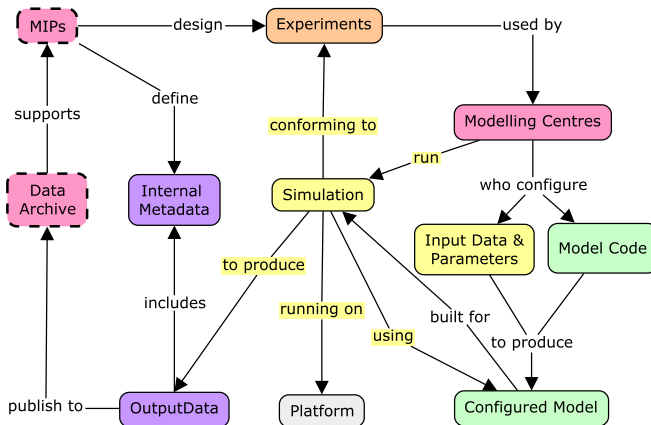 MIPs
design
Experiments
used by
supports
define
conforming to
Modelling Centres
run
Data
Archive
Internal
Metadata
Simulation
who configure
Input Data &
Parameters
Model Code
to produce
includes
running on
using
built for
to produce
publish to
OutputData
Platform
Configured Model